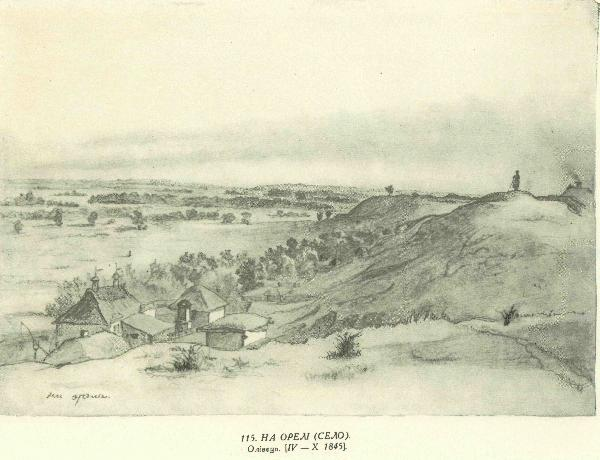 115. НА ОРЕЛІ (СЕЛО).
Олівець. [IV — X 1845].